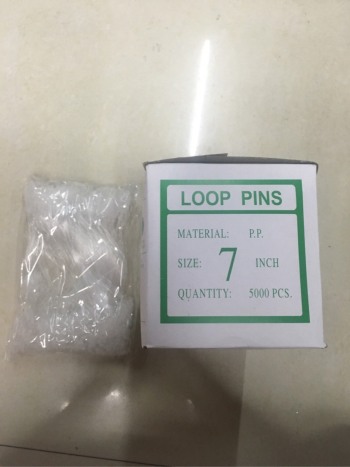 LOOP PINS
MATERIAL: P.P.
SIZE: 7 INCH
QUANTITY: 5000 PCS.